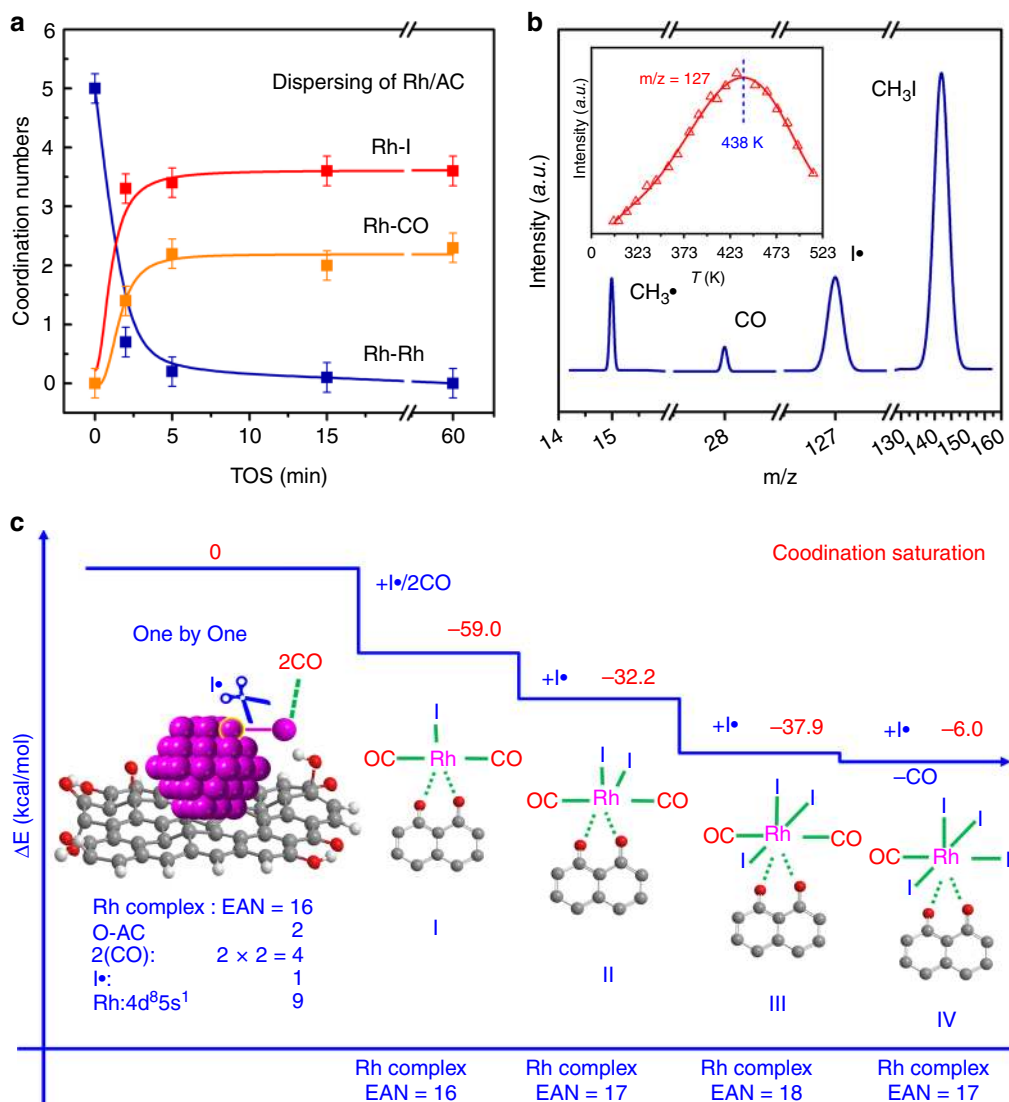 a
Coordination numbers
6
5
4
3
2
1
0
Dispersing of Rh/AC
Rh-I
Rh-CO
Rh-Rh
0
5
15
60
TOS (min)
b
Intensity (a.u.)
Intensity (a.u.)
m/z = 127
438 K
0
323
373
423
473
523
T (K)
CH₃I
I•
CH₃•
CO
14
15
28
127
130
140
150
160
m/z
c
ΔE (kcal/mol)
0
Coodination saturation
+I•/2CO
One by One
–59.0
2CO
I•
+I•
–32.2
+I•
–37.9
+I•
–6.0
–CO
I
OC
Rh
CO
I
I
I
OC
Rh
CO
II
I
I
OC
Rh
CO
I
III
I
I
OC
Rh
I
I
IV
Rh complex : EAN = 16
O-AC 2
2(CO): 2 × 2 = 4
I•: 1
Rh:4d⁸5s¹ 9
Rh complex
EAN = 16
Rh complex
EAN = 17
Rh complex
EAN = 18
Rh complex
EAN = 17